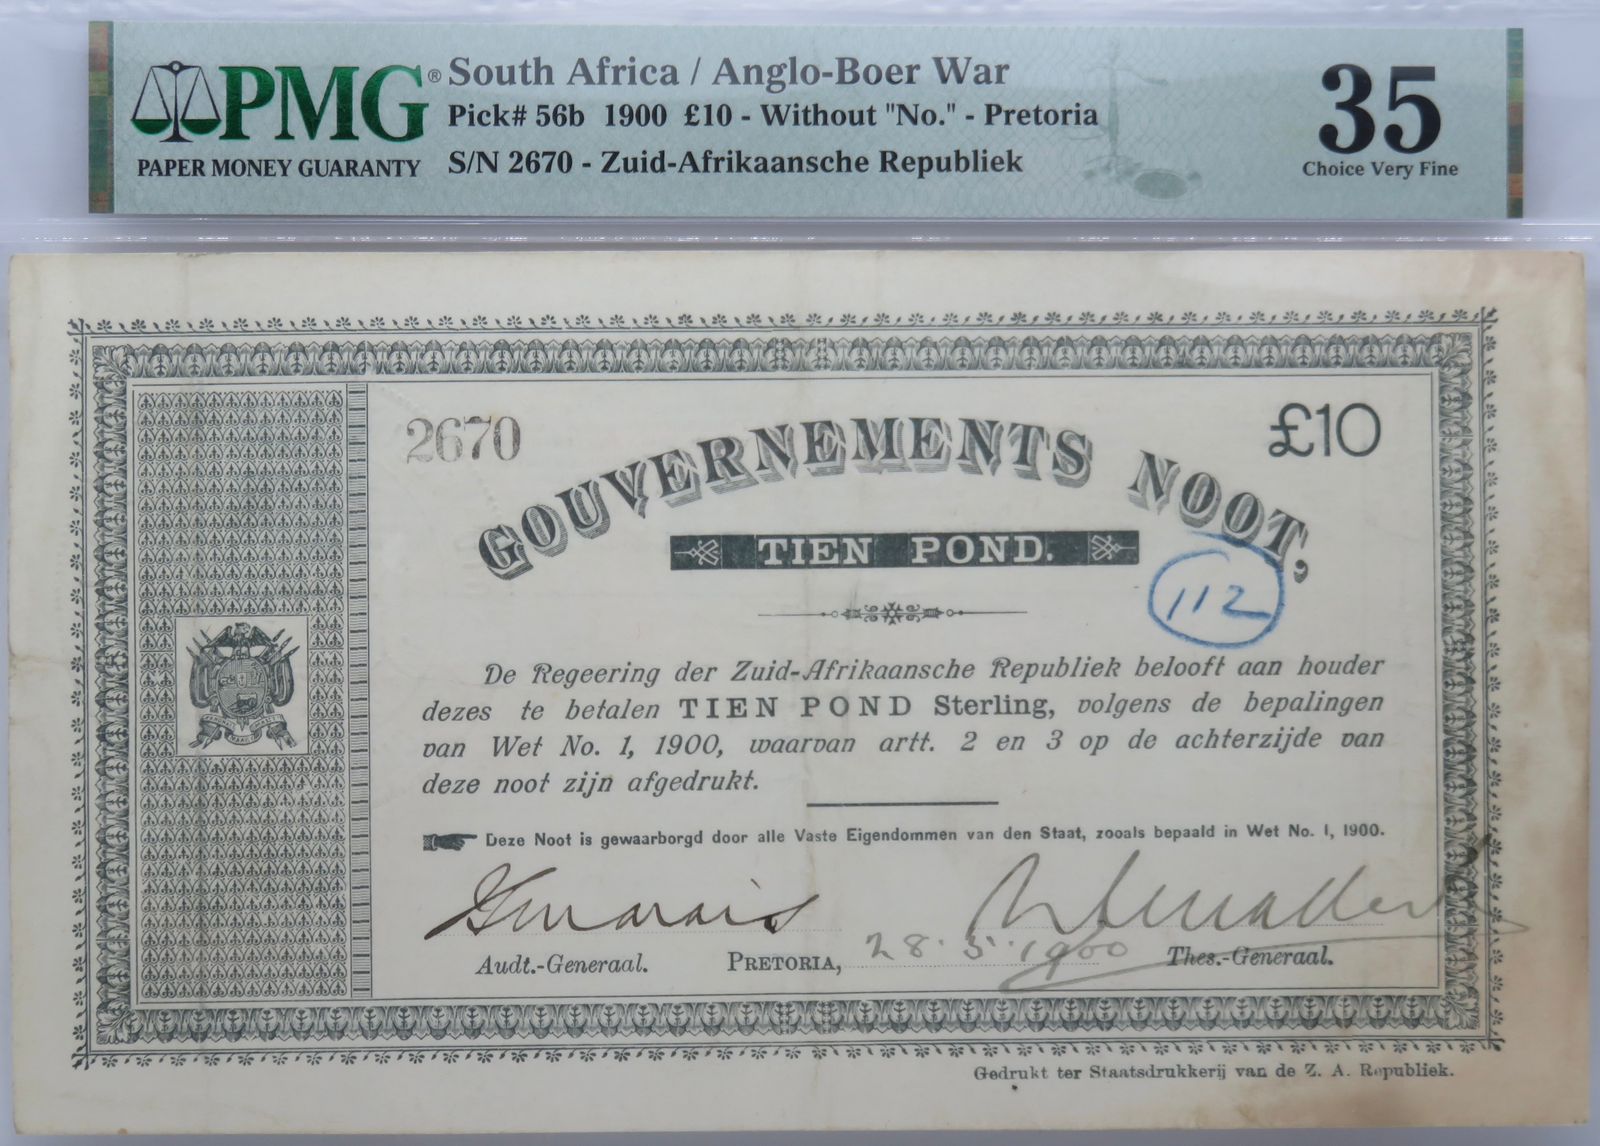 PMG® South Africa / Anglo-Boer War
Pick# 56b 1900 £10 - Without "No." - Pretoria
S/N 2670 - Zuid-Afrikaansche Republiek
PAPER MONEY GUARANTY
35
Choice Very Fine
2670
£10
GOUVERNEMENTS NOOT,
TIEN POND.
112
De Regeering der Zuid-Afrikaansche Republiek belooft aan houder
dezes te betalen TIEN POND Sterling, volgens de bepalingen
van Wet No. 1, 1900, waarvan artt. 2 en 3 op de achterzijde van
deze noot zijn afgedrukt.
Deze Noot is gewaarborgd door alle Vaste Eigendommen van den Staat, zooals bepaald in Wet No. 1, 1900.
Marais
Audt.-Generaal.
PRETORIA, 28.5.1900
Thes.-Generaal.
Gedrukt ter Staatsdrukkerij van de Z. A. Republiek.